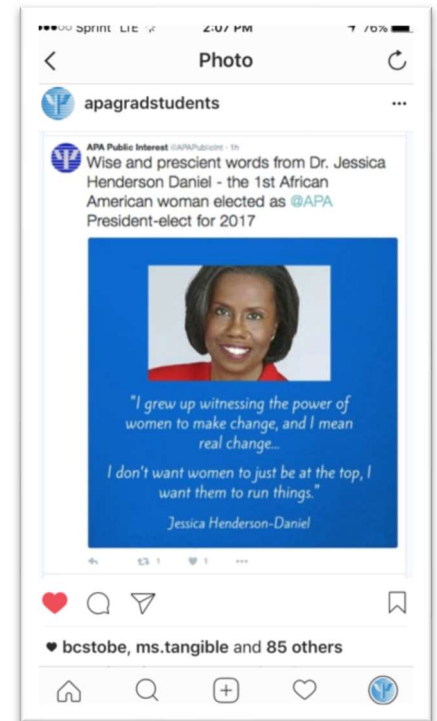 Sprint LTE 2:07 PM 76%
Photo
apagradstudents
APA Public Interest @APAPublicInt · 1h
Wise and prescient words from Dr. Jessica
Henderson Daniel - the 1st African
American woman elected as @APA
President-elect for 2017
"I grew up witnessing the power of
women to make change, and I mean
real change...
I don't want women to just be at the top, I
want them to run things."
Jessica Henderson-Daniel
1 1
bcstobe, ms.tangible and 85 others